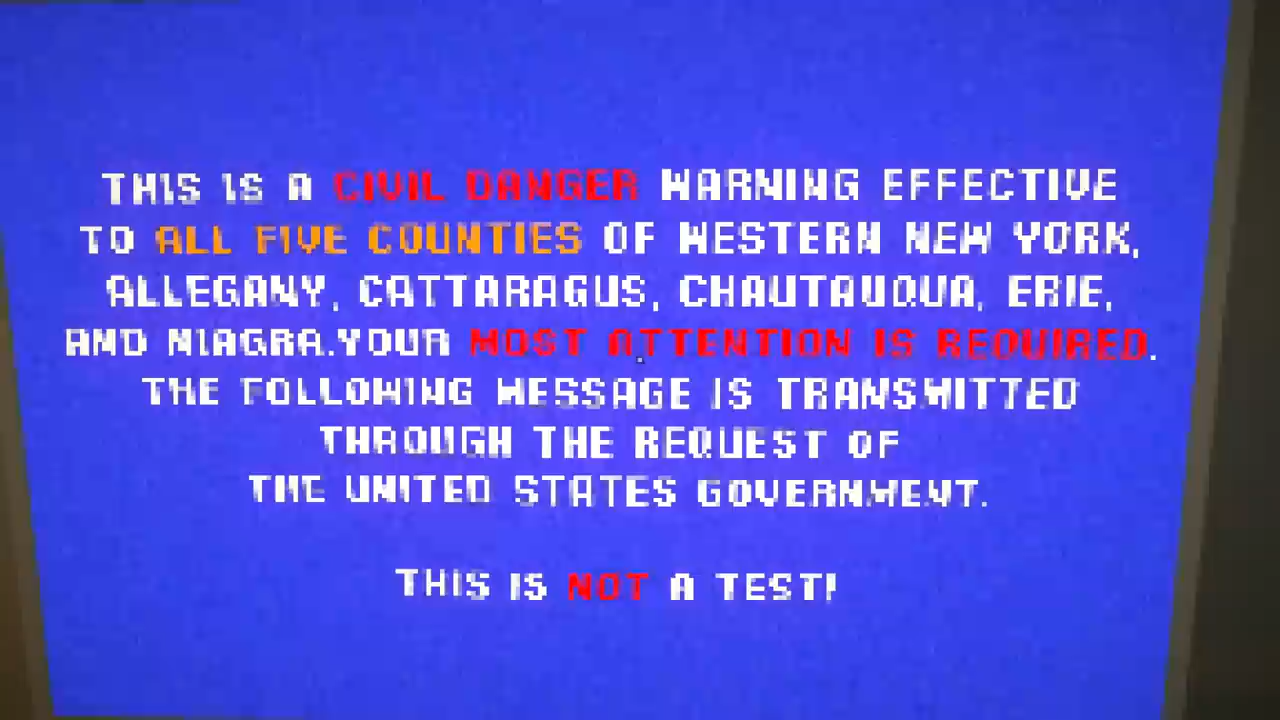 THIS IS A CIVIL DANGER WARNING EFFECTIVE
TO ALL FIVE COUNTIES OF WESTERN NEW YORK,
ALLEGANY, CATTARAGUS, CHAUTAUQUA, ERIE,
AND NIAGRA.YOUR MOST ATTENTION IS REQUIRED.
THE FOLLOWING MESSAGE IS TRANSMITTED
THROUGH THE REQUEST OF
THE UNITED STATES GOVERNMENT.
THIS IS NOT A TEST!